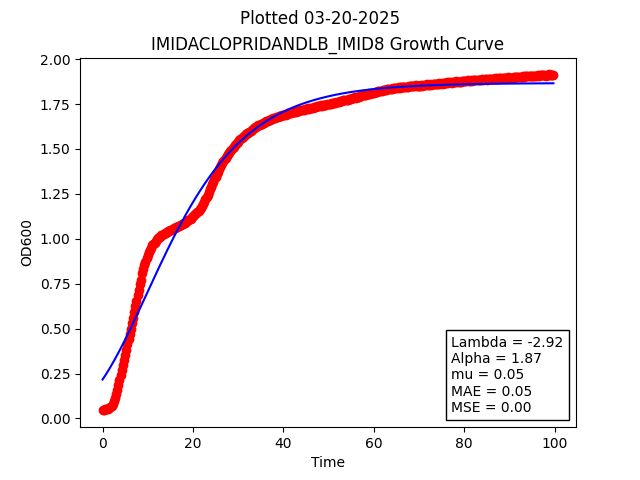 Plotted 03-20-2025
IMIDACLOPRIDANDLB_IMID8 Growth Curve
2.00
1.75
1.50
1.25
1.00
0.75
0.50
0.25
0.00
OD600
Lambda = -2.92
Alpha = 1.87
mu = 0.05
MAE = 0.05
MSE = 0.00
0 20 40 60 80 100
Time